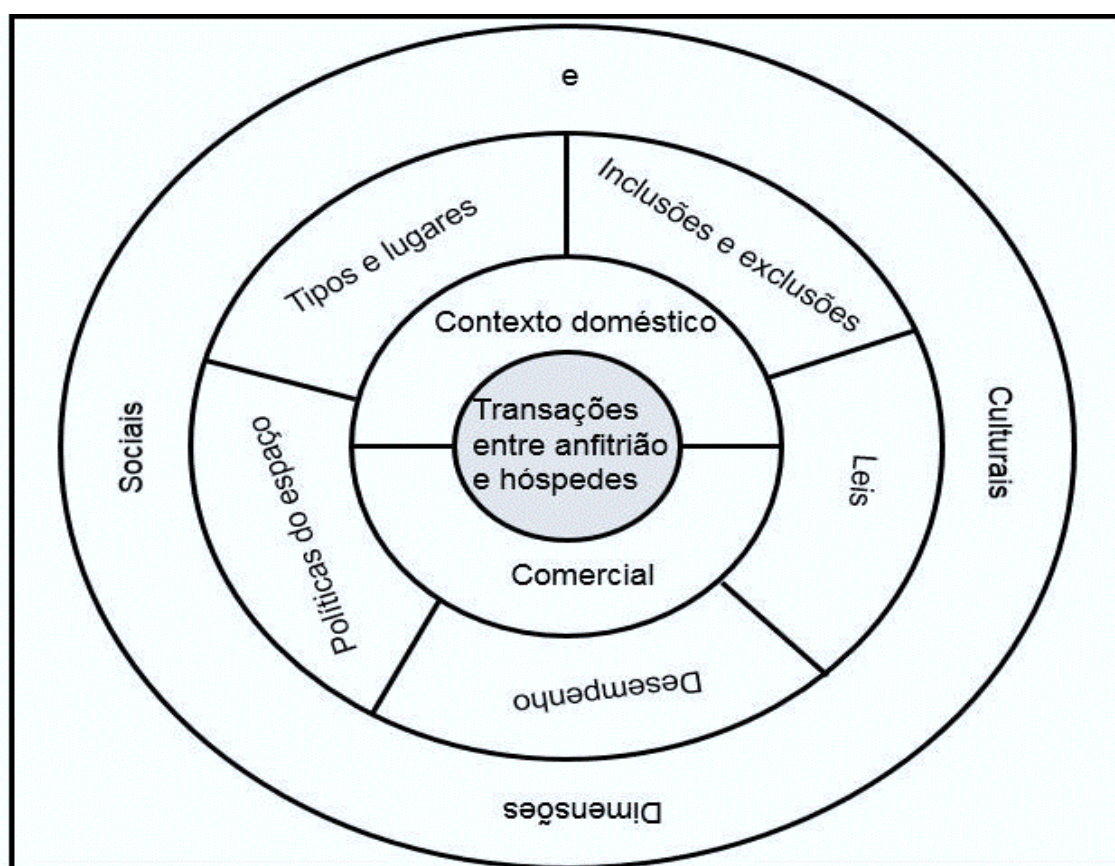 e
Inclusões e exclusões
Tipos e lugares
Contexto doméstico
Transações
entre anfitrião
e hóspedes
Sociais
Culturais
Políticas do espaço
Leis
Comercial
Desempenho
Dimensões